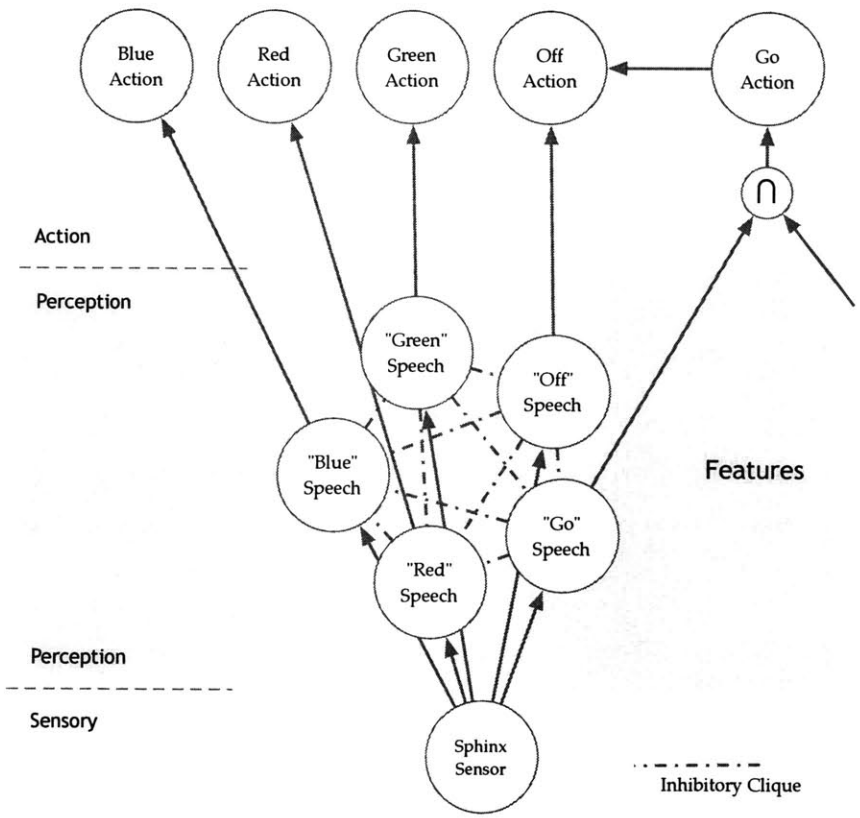 Blue
Action
Red
Action
Green
Action
Off
Action
Go
Action
∩
Action
Perception
"Green"
Speech
"Off"
Speech
"Blue"
Speech
Features
"Go"
Speech
"Red"
Speech
Perception
Sensory
Sphinx
Sensor
Inhibitory Clique